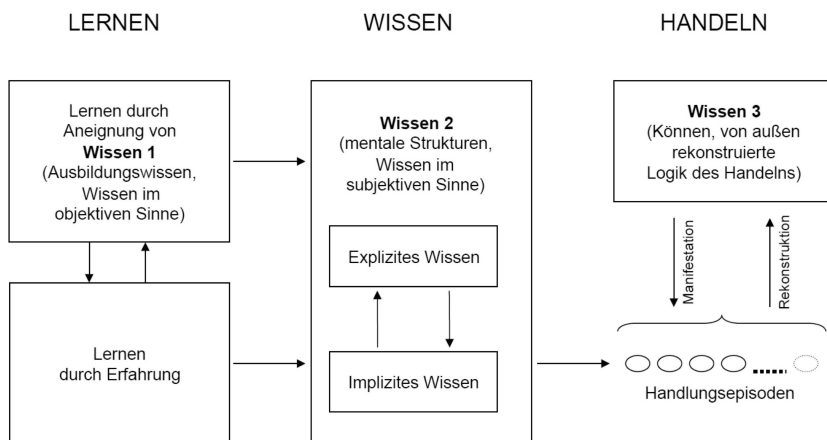 LERNEN
WISSEN
HANDELN
Lernen durch
Aneignung von
Wissen 1
(Ausbildungswissen,
Wissen im
objektiven Sinne)
Lernen
durch Erfahrung
Wissen 2
(mentale Strukturen,
Wissen im
subjektiven Sinne)
Explizites Wissen
Implizites Wissen
Wissen 3
(Können, von außen
rekonstruierte
Logik des Handelns)
Manifestation
Rekonstruktion
Handlungsepisoden